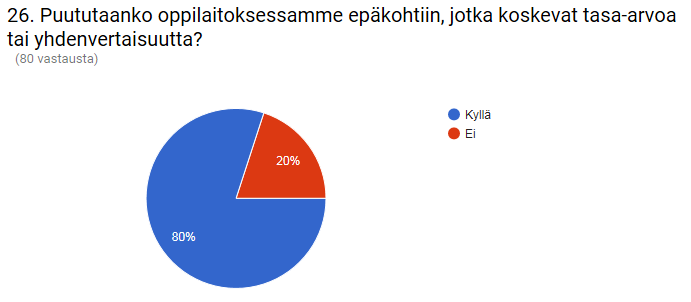 26. Puututaanko oppilaitoksessamme epäkohtiin, jotka koskevat tasa-arvoa
tai yhdenvertaisuutta?
(80 vastausta)
Kyllä
Ei
20%
80%